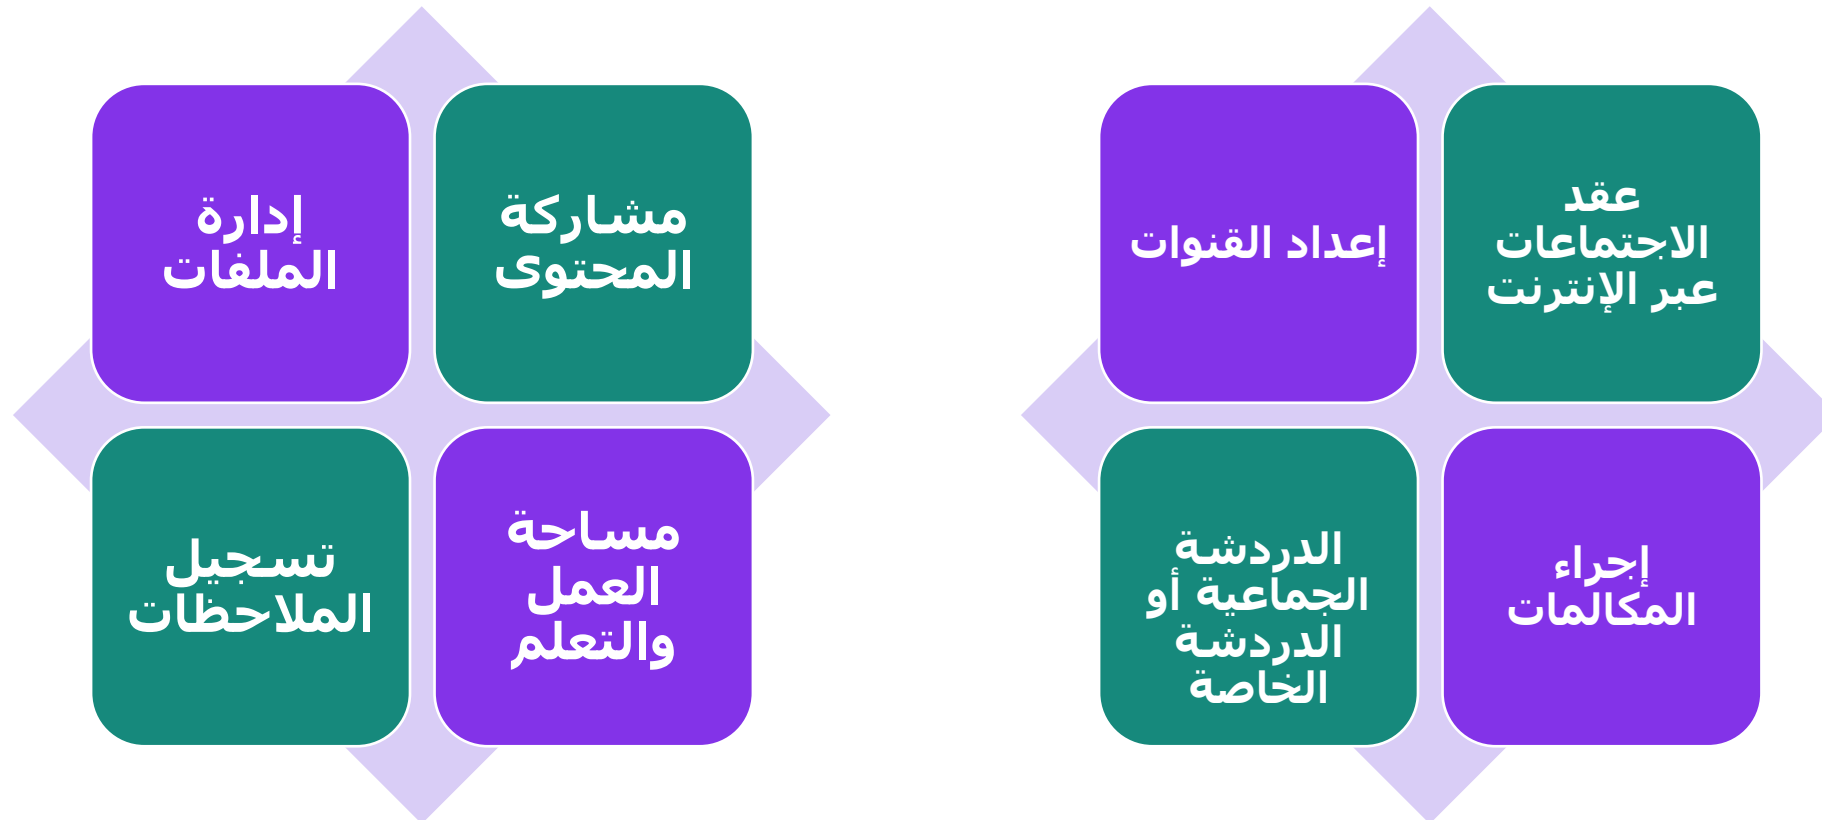 عقد
الاجتماعات
عبر الإنترنت
إعداد القنوات
إجراء
المكالمات
الدردشة
الجماعية أو
الدردشة
الخاصة
مشاركة
المحتوى
إدارة
الملفات
مساحة
العمل
والتعلم
تسجيل
الملاحظات